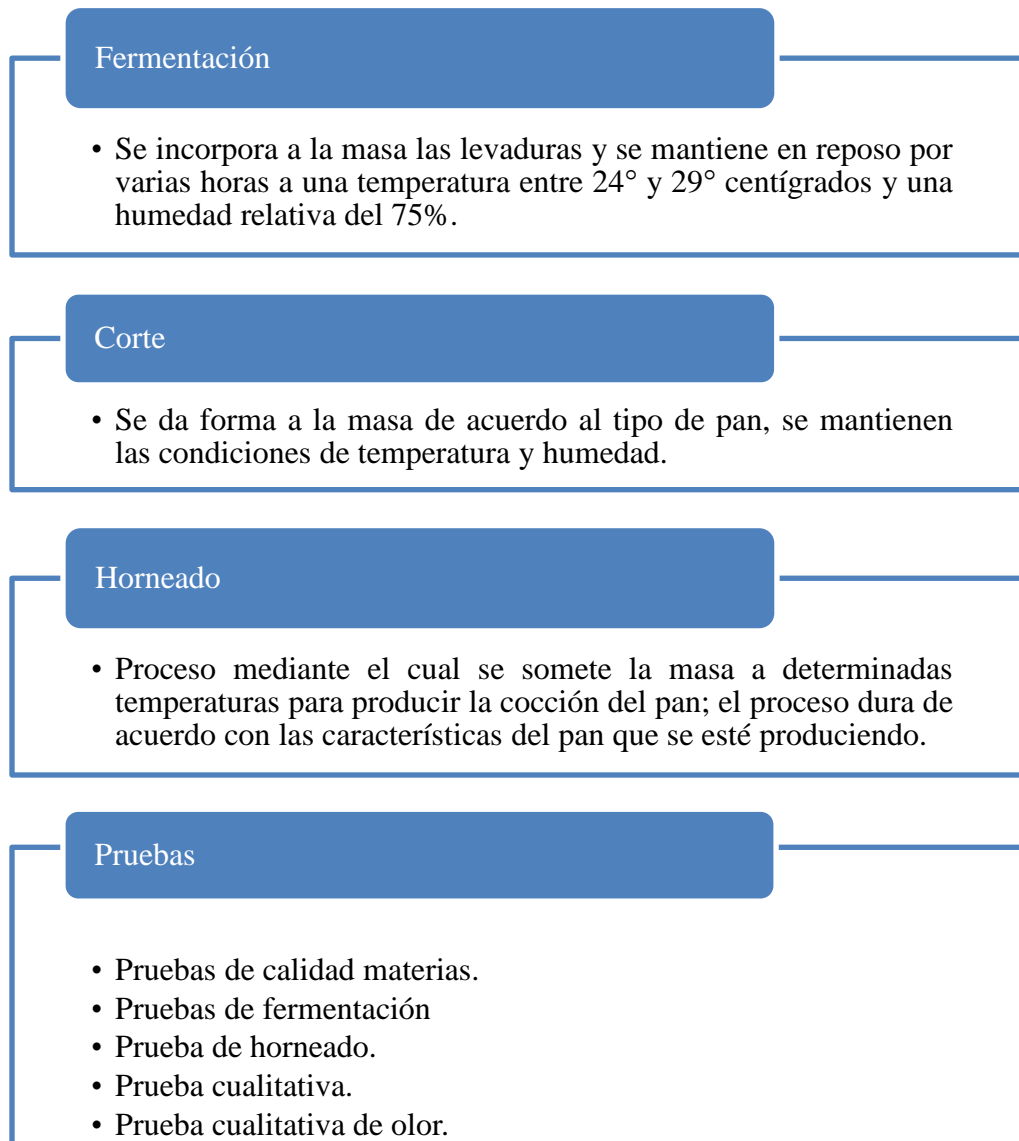 Fermentación
• Se incorpora a la masa las levaduras y se mantiene en reposo por
varias horas a una temperatura entre 24° y 29° centígrados y una
humedad relativa del 75%.
Corte
• Se da forma a la masa de acuerdo al tipo de pan, se mantienen
las condiciones de temperatura y humedad.
Horneado
• Proceso mediante el cual se somete la masa a determinadas
temperaturas para producir la cocción del pan; el proceso dura de
acuerdo con las características del pan que se esté produciendo.
Pruebas
• Pruebas de calidad materias.
• Pruebas de fermentación
• Prueba de horneado.
• Prueba cualitativa.
• Prueba cualitativa de olor.